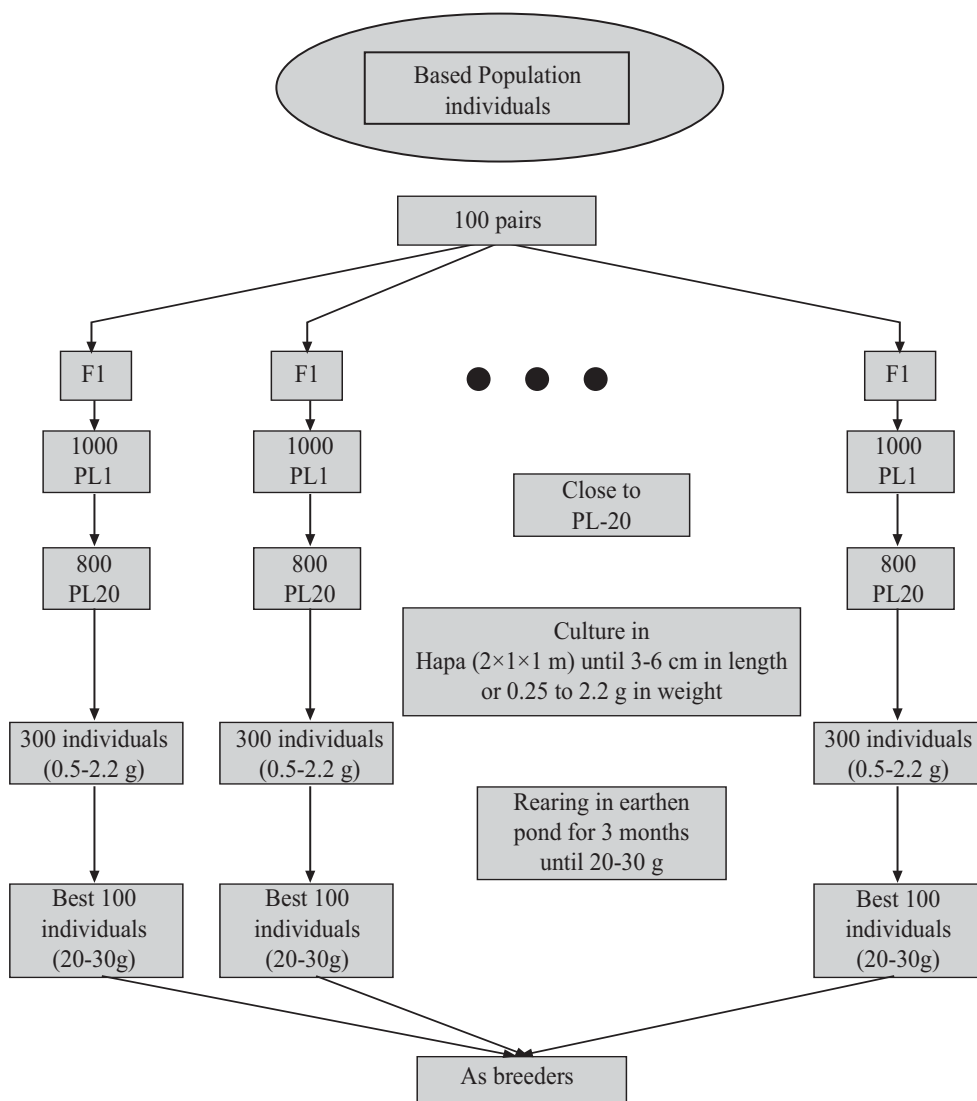 Based Population
individuals
100 pairs
F1
F1
F1
1000
PL1
1000
PL1
1000
PL1
Close to
PL-20
800
PL20
800
PL20
800
PL20
Culture in
Hapa (2×1×1 m) until 3-6 cm in length
or 0.25 to 2.2 g in weight
300 individuals
(0.5-2.2 g)
300 individuals
(0.5-2.2 g)
300 individuals
(0.5-2.2 g)
Rearing in earthen
pond for 3 months
until 20-30 g
Best 100
individuals
(20-30g)
Best 100
individuals
(20-30g)
Best 100
individuals
(20-30g)
As breeders